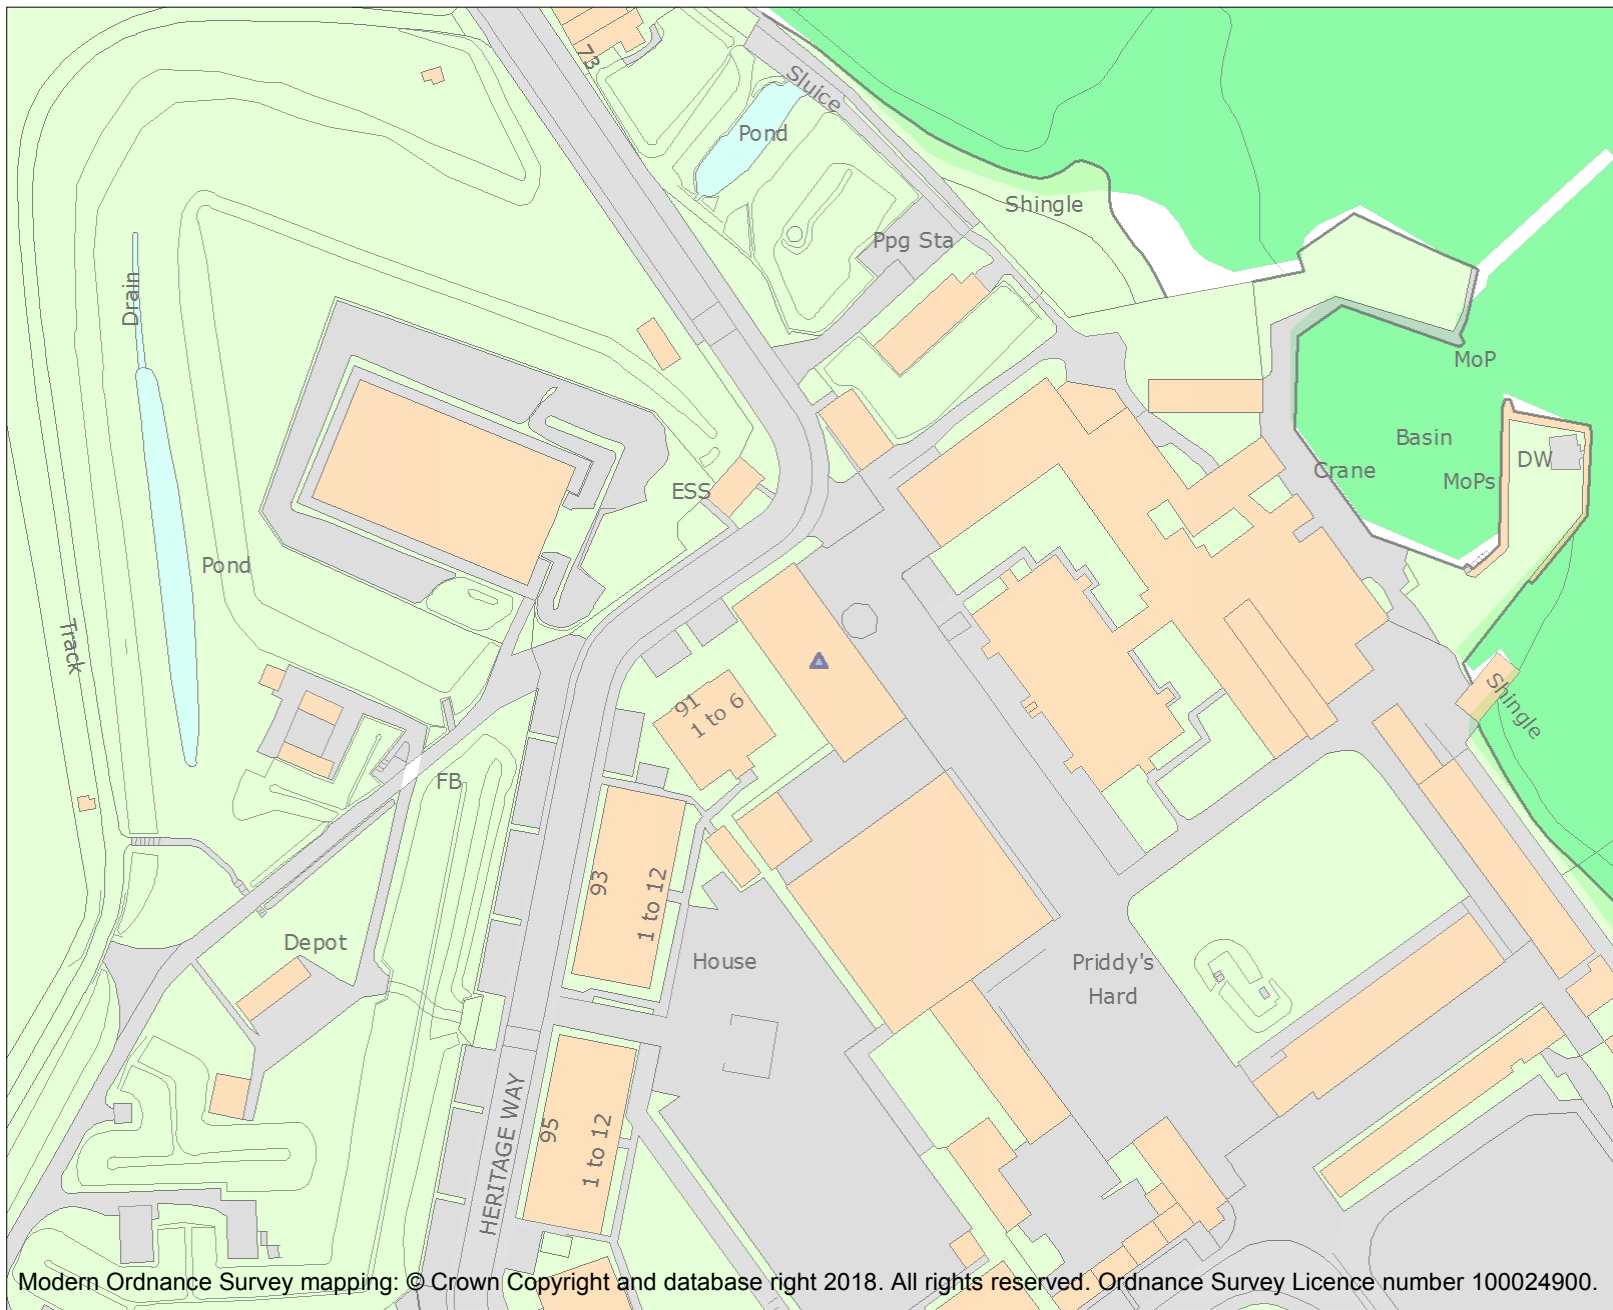 73
Sluice
Pond
Shingle
Ppg Sta
Drain
MoP
Basin
Crane
MoPs
DW
ESS
Pond
Track
91
1 to 6
Shingle
FB
93
1 to 12
Depot
House
Priddy's
Hard
HERITAGE WAY
95
1 to 12
Modern Ordnance Survey mapping: © Crown Copyright and database right 2018. All rights reserved. Ordnance Survey Licence number 100024900.